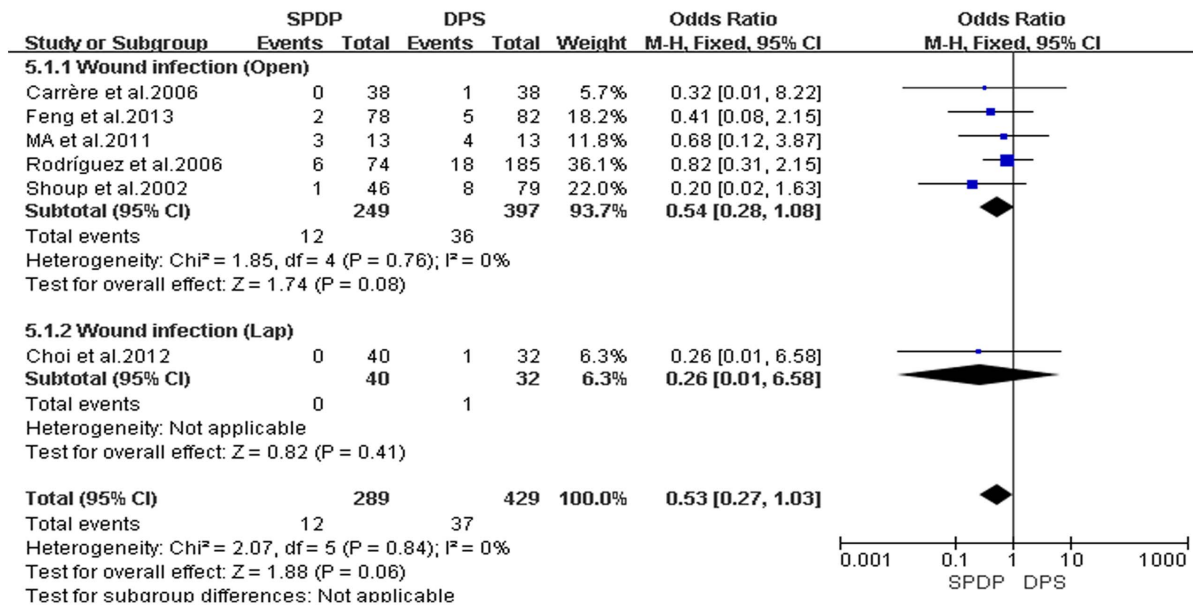 SPDP DPS Odds Ratio Odds Ratio
Study or Subgroup Events Total Events Total Weight M-H, Fixed, 95% CI M-H, Fixed, 95% CI
5.1.1 Wound infection (Open)
Carrère et al.2006 0 38 1 38 5.7% 0.32 [0.01, 8.22]
Feng et al.2013 2 78 5 82 18.2% 0.41 [0.08, 2.15]
MA et al.2011 3 13 4 13 11.8% 0.68 [0.12, 3.87]
Rodríguez et al.2006 6 74 18 185 36.1% 0.82 [0.31, 2.15]
Shoup et al.2002 1 46 8 79 22.0% 0.20 [0.02, 1.63]
Subtotal (95% CI) 249 397 93.7% 0.54 [0.28, 1.08]
Total events 12 36
Heterogeneity: Chi² = 1.85, df = 4 (P = 0.76); I² = 0%
Test for overall effect: Z = 1.74 (P = 0.08)
5.1.2 Wound infection (Lap)
Choi et al.2012 0 40 1 32 6.3% 0.26 [0.01, 6.58]
Subtotal (95% CI) 40 32 6.3% 0.26 [0.01, 6.58]
Total events 0 1
Heterogeneity: Not applicable
Test for overall effect: Z = 0.82 (P = 0.41)
Total (95% CI) 289 429 100.0% 0.53 [0.27, 1.03]
Total events 12 37
Heterogeneity: Chi² = 2.07, df = 5 (P = 0.84); I² = 0%
Test for overall effect: Z = 1.88 (P = 0.06)
Test for subgroup differences: Not applicable
0.001 0.1 1 10 1000
SPDP DPS